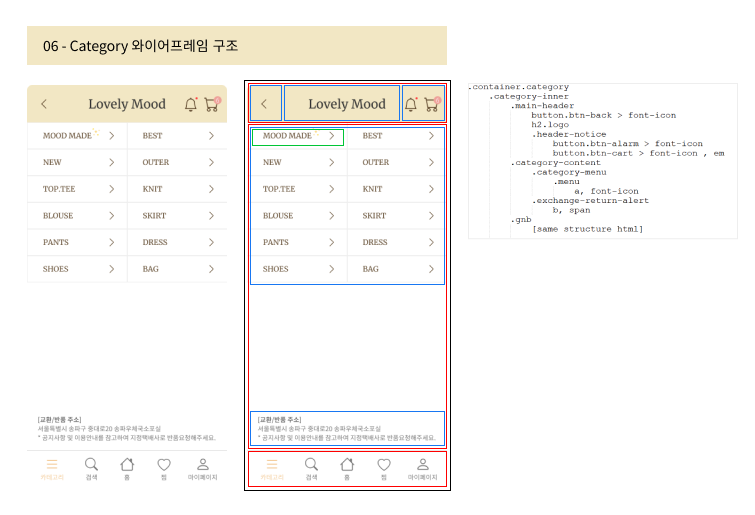 06 - Category 와이어프레임 구조
Lovely Mood
MOOD MADE
BEST
NEW
OUTER
TOP.TEE
KNIT
BLOUSE
SKIRT
PANTS
DRESS
SHOES
BAG
[교환/반품 주소]
서울특별시 송파구 중대로20 송파우체국소포실
* 공지사항 및 이용안내를 참고하여 지정택배사로 반품요청해주세요.
카테고리
검색
홈
찜
마이페이지
Lovely Mood
MOOD MADE
BEST
NEW
OUTER
TOP.TEE
KNIT
BLOUSE
SKIRT
PANTS
DRESS
SHOES
BAG
[교환/반품 주소]
서울특별시 송파구 중대로20 송파우체국소포실
* 공지사항 및 이용안내를 참고하여 지정택배사로 반품요청해주세요.
카테고리
검색
홈
찜
마이페이지
.container.category
.category-inner
.main-header
button.btn-back > font-icon
h2.logo
.header-notice
button.btn-alarm > font-icon
button.btn-cart > font-icon , em
.category-content
.category-menu
.menu
a, font-icon
.exchange-return-alert
b, span
.gnb
[same structure html]